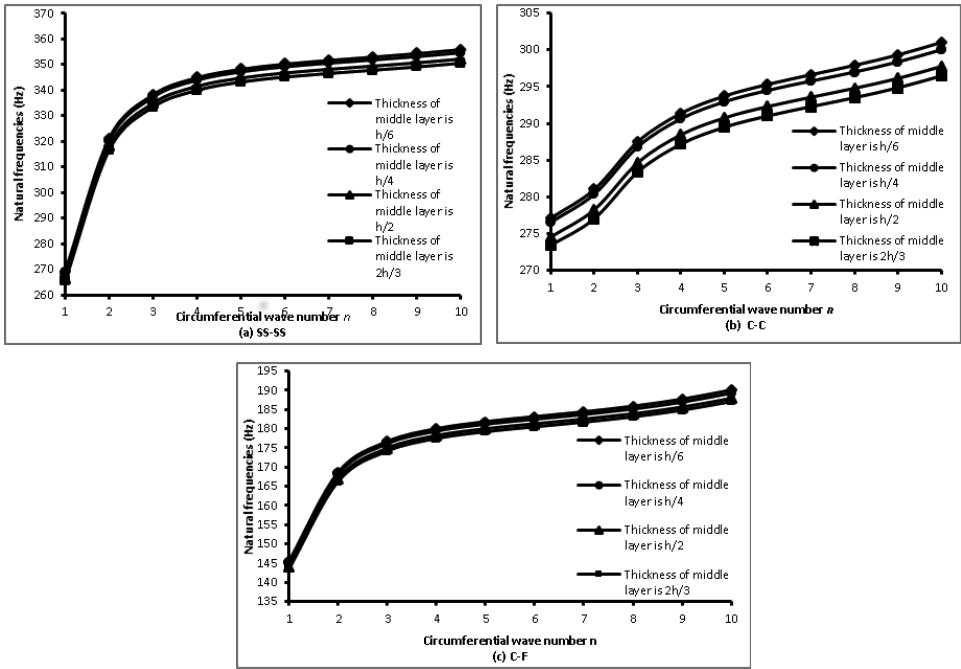 370
360
350
340
330
320
310
300
290
280
270
260
Natural frequencies (Hz)
Thickness of
middle layer is
h/6
Thickness of
middle layer is
h/4
Thickness of
middle layer is
h/2
Thickness of
middle layer is
2h/3
1 2 3 4 5 6 7 8 9 10
Circumferential wave number n
(a) SS-SS
305
300
295
290
285
280
275
270
Natural frequencies (Hz)
Thickness of middle
layer is h/6
Thickness of middle
layer is h/4
Thickness of middle
layer is h/2
Thickness of middle
layer is 2h/3
1 2 3 4 5 6 7 8 9 10
Circumferential wave number n
(b) C-C
195
190
185
180
175
170
165
160
155
150
145
140
135
Natural frequencies (Hz)
Thickness of middle
layer is h/6
Thickness of middle
layer is h/4
Thickness of middle
layer is h/2
Thickness of middle
layer is 2h/3
1 2 3 4 5 6 7 8 9 10
Circumferential wave number n
(c) C-F